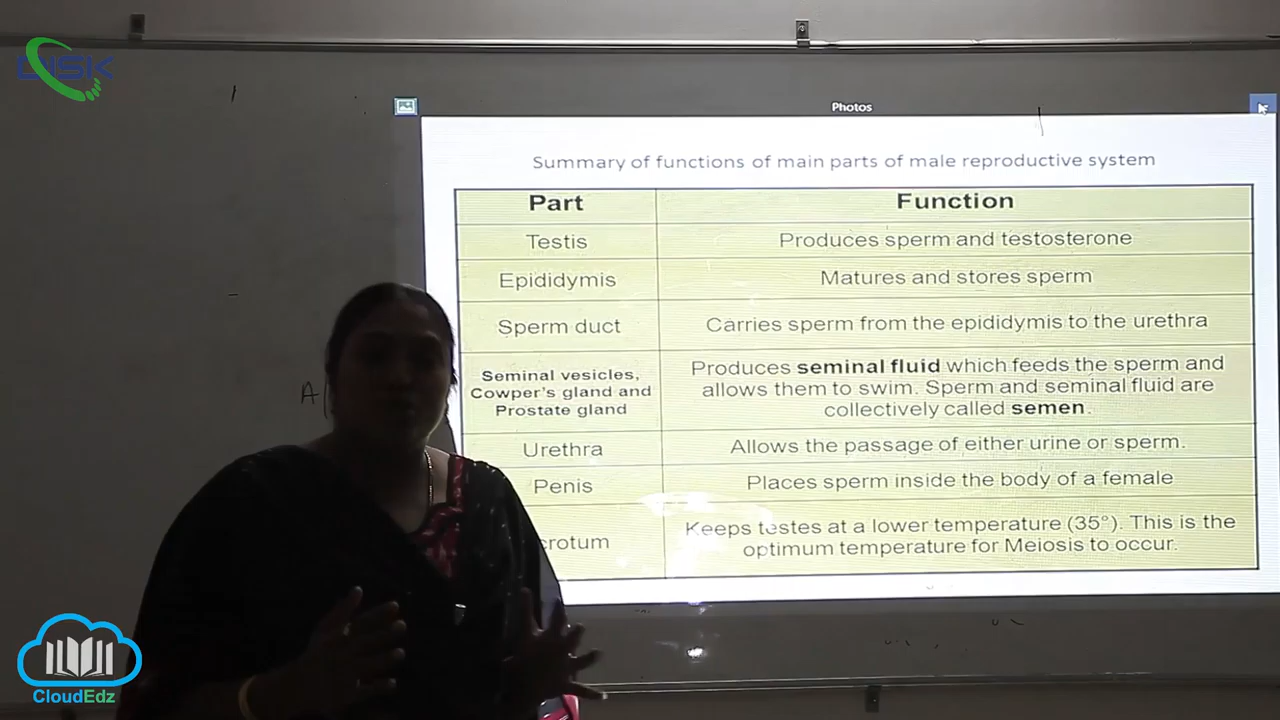 DISK
Photos
Summary of functions of main parts of male reproductive system
Part Function
Testis Produces sperm and testosterone
Epididymis Matures and stores sperm
Sperm duct Carries sperm from the epididymis to the urethra
Seminal vesicles,
Cowper's gland and
Prostate gland
Produces seminal fluid which feeds the sperm and
allows them to swim. Sperm and seminal fluid are
collectively called semen.
Urethra Allows the passage of either urine or sperm.
Penis Places sperm inside the body of a female
crotum
Keeps testes at a lower temperature (35°). This is the
optimum temperature for Meiosis to occur.
A
CloudEdz